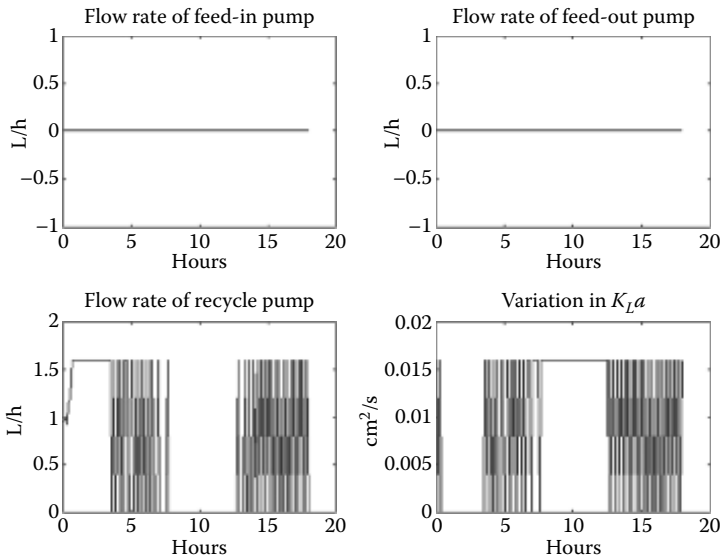 Flow rate of feed-in pump
1
0.5
0
−0.5
−1
L/h
0 5 10 15 20
Hours
Flow rate of feed-out pump
1
0.5
0
−0.5
−1
L/h
0 5 10 15 20
Hours
Flow rate of recycle pump
2
1.5
1
0.5
0
L/h
0 5 10 15 20
Hours
Variation in K_La
0.02
0.015
0.01
0.005
0
cm²/s
0 5 10 15 20
Hours